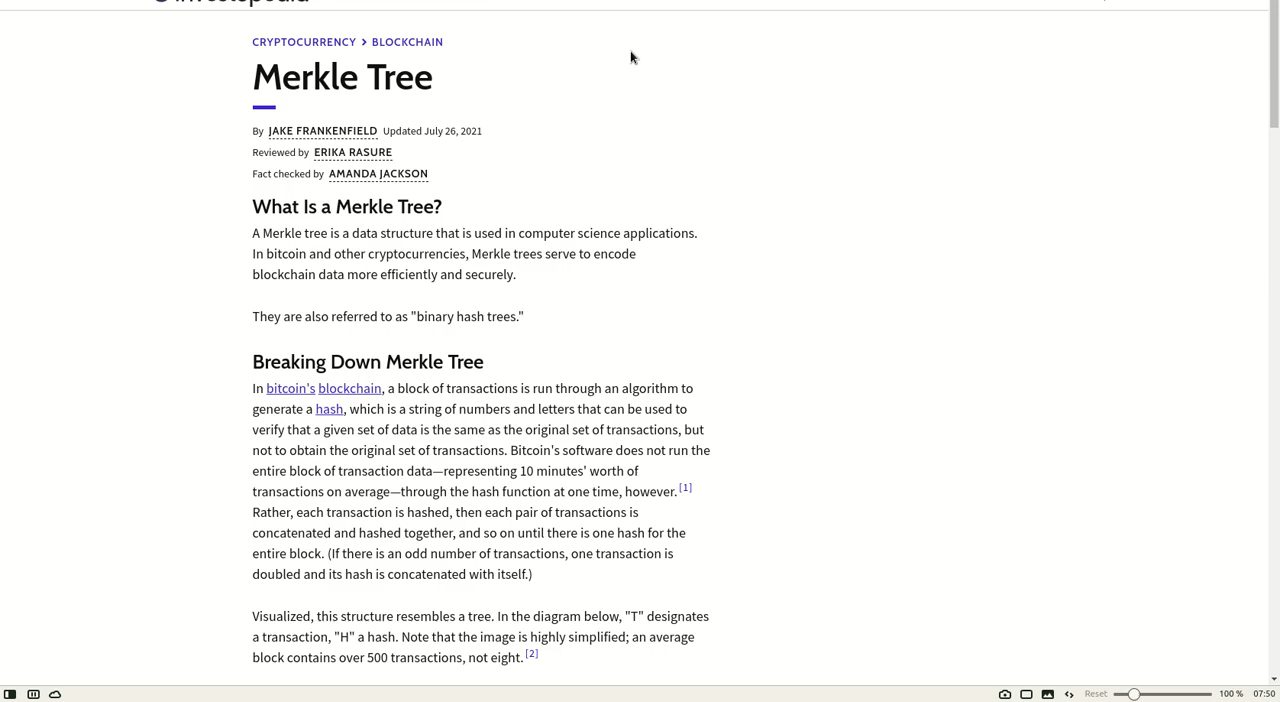 CRYPTOCURRENCY > BLOCKCHAIN
Merkle Tree
By JAKE FRANKENFIELD Updated July 26, 2021
Reviewed by ERIKA RASURE
Fact checked by AMANDA JACKSON
What Is a Merkle Tree?
A Merkle tree is a data structure that is used in computer science applications.
In bitcoin and other cryptocurrencies, Merkle trees serve to encode
blockchain data more efficiently and securely.
They are also referred to as "binary hash trees."
Breaking Down Merkle Tree
In bitcoin's blockchain, a block of transactions is run through an algorithm to
generate a hash, which is a string of numbers and letters that can be used to
verify that a given set of data is the same as the original set of transactions, but
not to obtain the original set of transactions. Bitcoin's software does not run the
entire block of transaction data—representing 10 minutes' worth of
transactions on average—through the hash function at one time, however. [1]
Rather, each transaction is hashed, then each pair of transactions is
concatenated and hashed together, and so on until there is one hash for the
entire block. (If there is an odd number of transactions, one transaction is
doubled and its hash is concatenated with itself.)
Visualized, this structure resembles a tree. In the diagram below, "T" designates
a transaction, "H" a hash. Note that the image is highly simplified; an average
block contains over 500 transactions, not eight. [2]
Reset 100 % 07:50